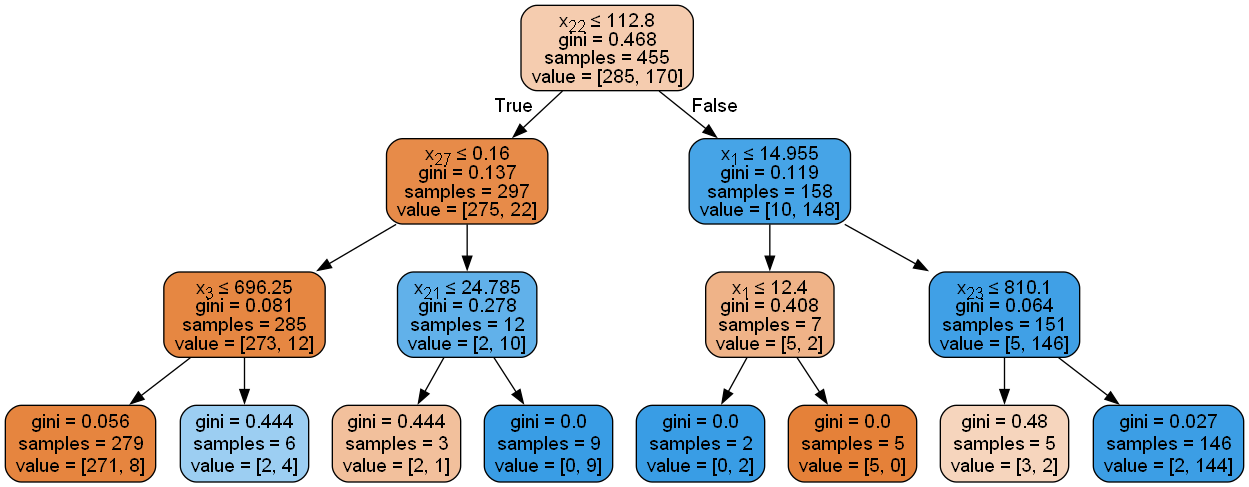 x₂₂ ≤ 112.8
gini = 0.468
samples = 455
value = [285, 170]
True
False
x₂₇ ≤ 0.16
gini = 0.137
samples = 297
value = [275, 22]
x₁ ≤ 14.955
gini = 0.119
samples = 158
value = [10, 148]
x₃ ≤ 696.25
gini = 0.081
samples = 285
value = [273, 12]
x₂₁ ≤ 24.785
gini = 0.278
samples = 12
value = [2, 10]
x₁ ≤ 12.4
gini = 0.408
samples = 7
value = [5, 2]
x₂₃ ≤ 810.1
gini = 0.064
samples = 151
value = [5, 146]
gini = 0.056
samples = 279
value = [271, 8]
gini = 0.444
samples = 6
value = [2, 4]
gini = 0.444
samples = 3
value = [2, 1]
gini = 0.0
samples = 9
value = [0, 9]
gini = 0.0
samples = 2
value = [0, 2]
gini = 0.0
samples = 5
value = [5, 0]
gini = 0.48
samples = 5
value = [3, 2]
gini = 0.027
samples = 146
value = [2, 144]